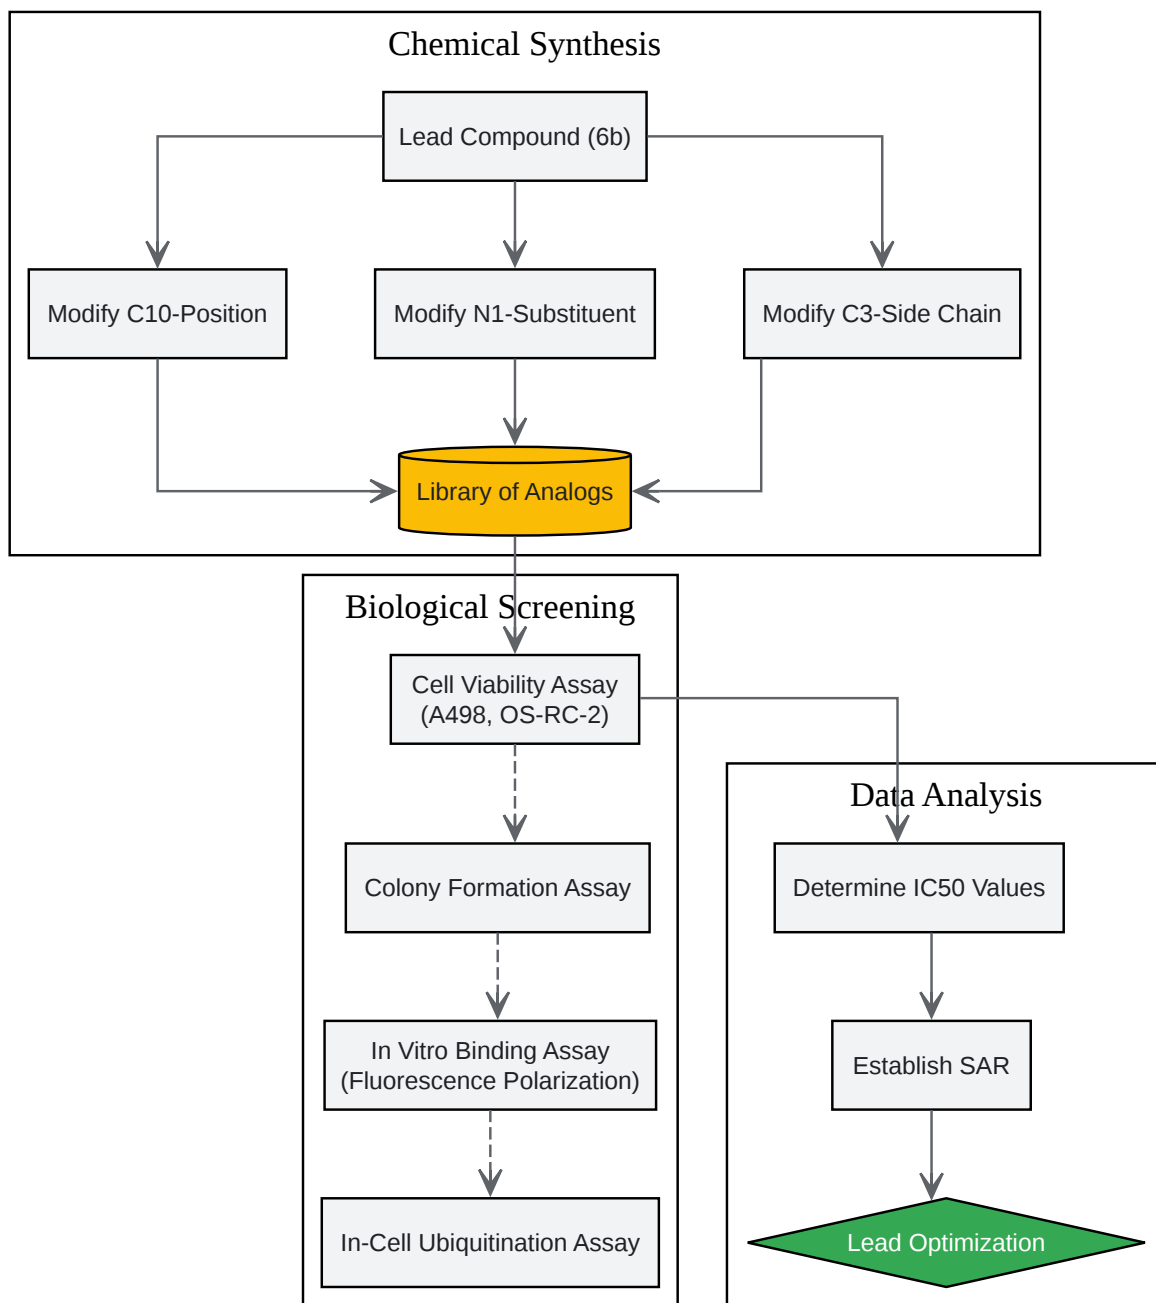 Chemical Synthesis
Lead Compound (6b)
Modify C10-Position
Modify N1-Substituent
Modify C3-Side Chain
Library of Analogs
Biological Screening
Cell Viability Assay
(A498, OS-RC-2)
Colony Formation Assay
In Vitro Binding Assay
(Fluorescence Polarization)
In-Cell Ubiquitination Assay
Data Analysis
Determine IC50 Values
Establish SAR
Lead Optimization